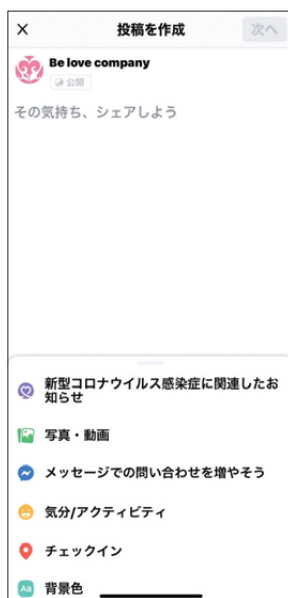 投稿を作成
次へ
Be love company
公開
その気持ち、シェアしよう
新型コロナウイルス感染症に関連したお
知らせ
写真・動画
メッセージでの問い合わせを増やそう
気分/アクティビティ
チェックイン
Aa
背景色